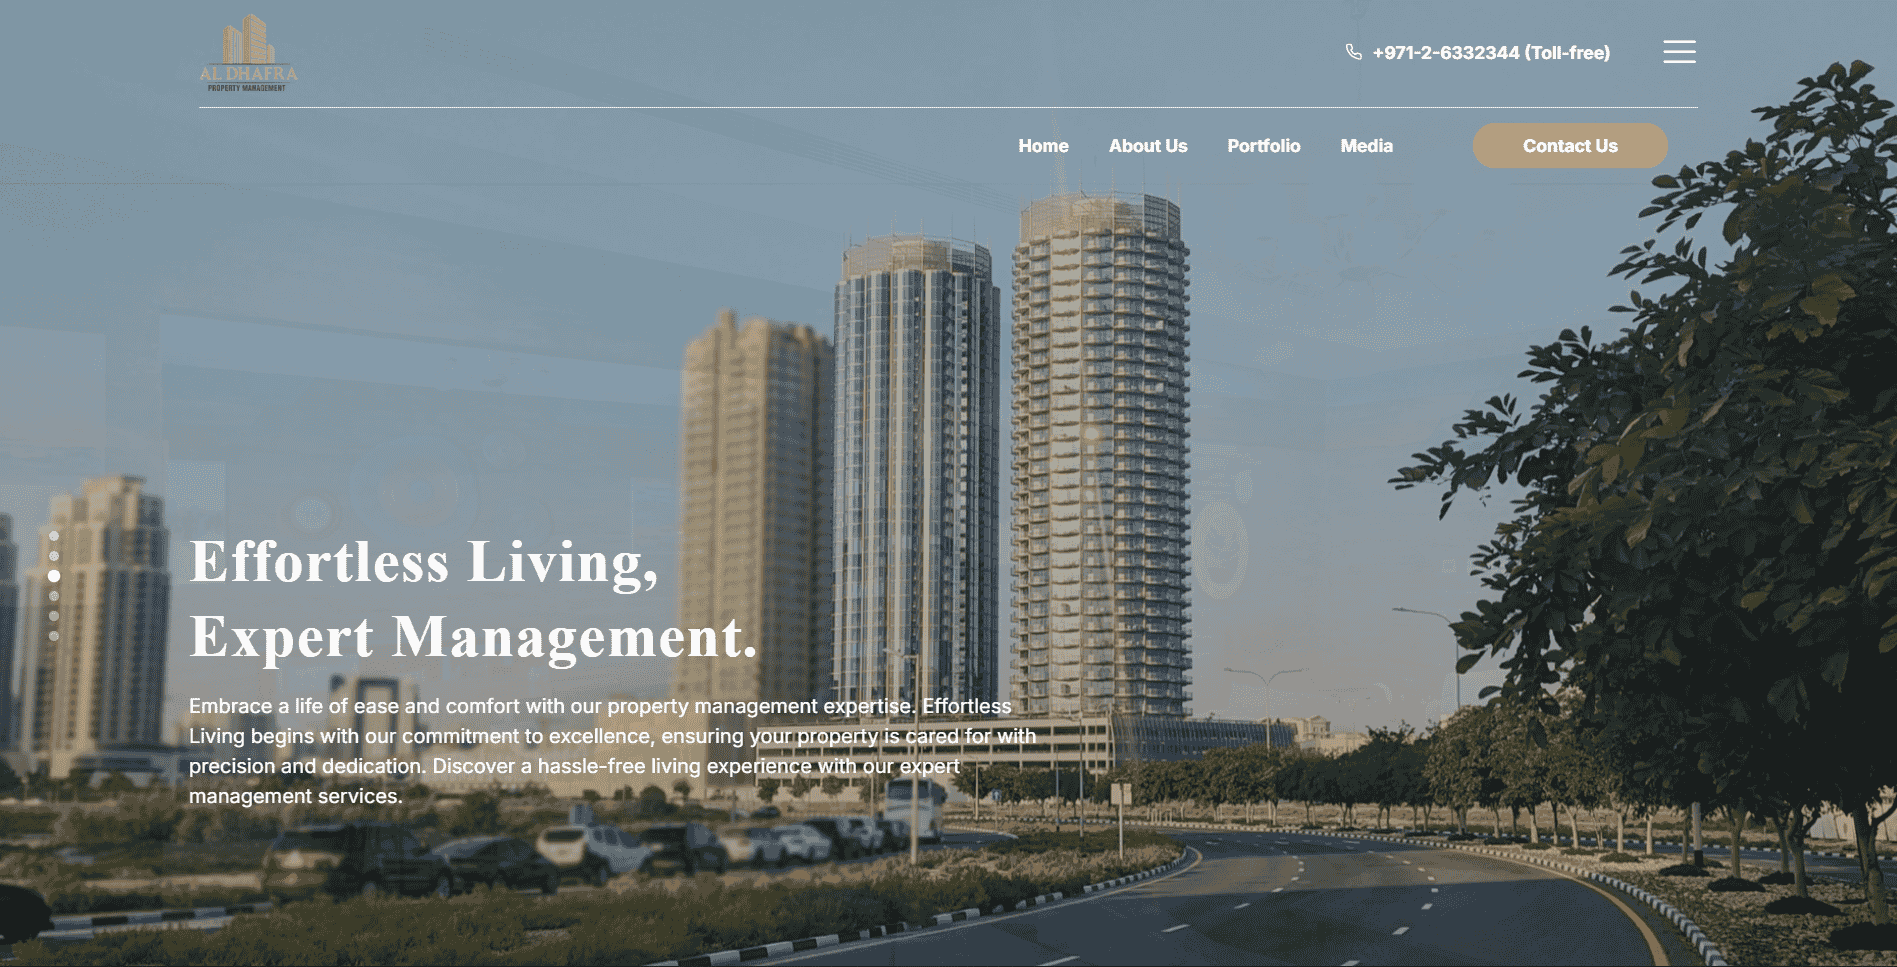 AL DHAFRA
PROPERTY MANAGEMENT
+971-2-6332344 (Toll-free)
Home About Us Portfolio Media Contact Us
Effortless Living,
Expert Management.
Embrace a life of ease and comfort with our property management expertise. Effortless
Living begins with our commitment to excellence, ensuring your property is cared for with
precision and dedication. Discover a hassle-free living experience with our expert
management services.